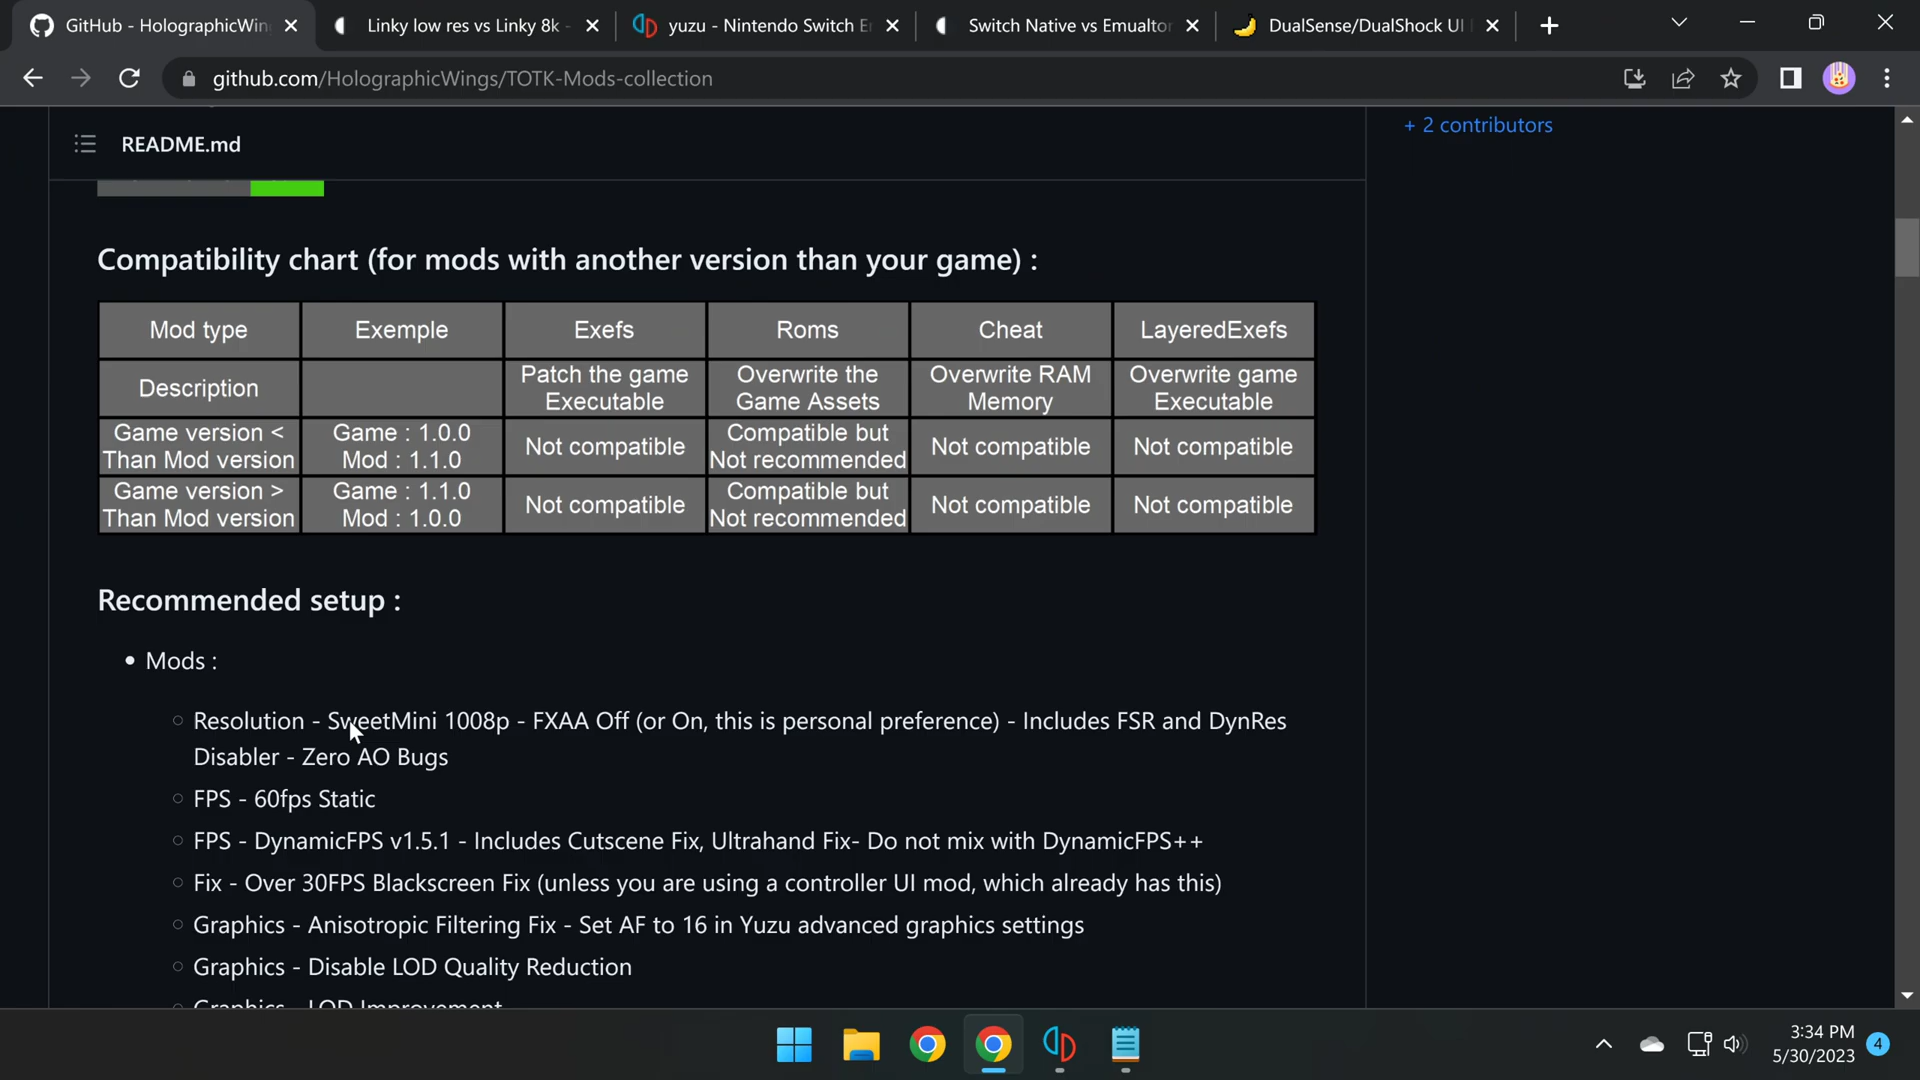 GitHub - HolographicWin
Linky low res vs Linky 8k -
yuzu - Nintendo Switch E
Switch Native vs Emualtor
DualSense/DualShock UI
github.com/HolographicWings/TOTK-Mods-collection
README.md
+ 2 contributors
Compatibility chart (for mods with another version than your game) :
Mod type Exemple Exefs Roms Cheat LayeredExefs
Description Patch the game Executable Overwrite the Game Assets Overwrite RAM Memory Overwrite game Executable
Game version < Than Mod version Game : 1.0.0 Mod : 1.1.0 Not compatible Compatible but Not recommended Not compatible Not compatible
Game version > Than Mod version Game : 1.1.0 Mod : 1.0.0 Not compatible Compatible but Not recommended Not compatible Not compatible
Recommended setup :
Mods :
Resolution - SweetMini 1008p - FXAA Off (or On, this is personal preference) - Includes FSR and DynRes
Disabler - Zero AO Bugs
FPS - 60fps Static
FPS - DynamicFPS v1.5.1 - Includes Cutscene Fix, Ultrahand Fix- Do not mix with DynamicFPS++
Fix - Over 30FPS Blackscreen Fix (unless you are using a controller UI mod, which already has this)
Graphics - Anisotropic Filtering Fix - Set AF to 16 in Yuzu advanced graphics settings
Graphics - Disable LOD Quality Reduction
Graphics - LOD Improvement
3:34 PM
5/30/2023
4